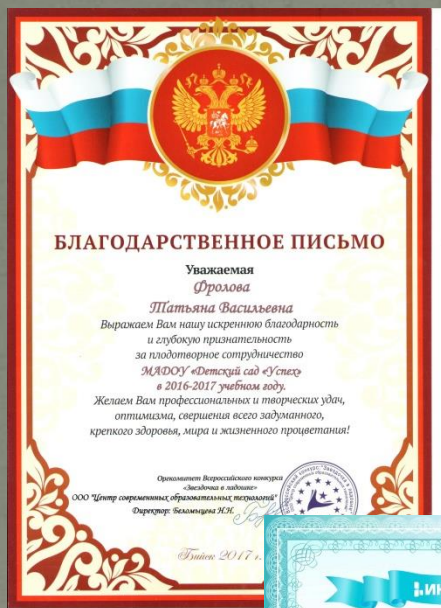 БЛАГОДАРСТВЕННОЕ ПИСЬМО
Уважаемая
Фролова
Татьяна Васильевна
Выражаем Вам нашу искреннюю благодарность
и глубокую признательность
за плодотворное сотрудничество
МАДОУ «Детский сад «Успех»
в 2016-2017 учебном году.
Желаем Вам профессиональных и творческих удач,
оптимизма, свершения всего задуманного,
крепкого здоровья, мира и жизненного процветания!
Оргкомитет Всероссийского конкурса
«Звездочка в ладошке»
ООО "Центр современных образовательных технологий"
Директор: Беломыцева Н.Н.
Бийск 2017 г.